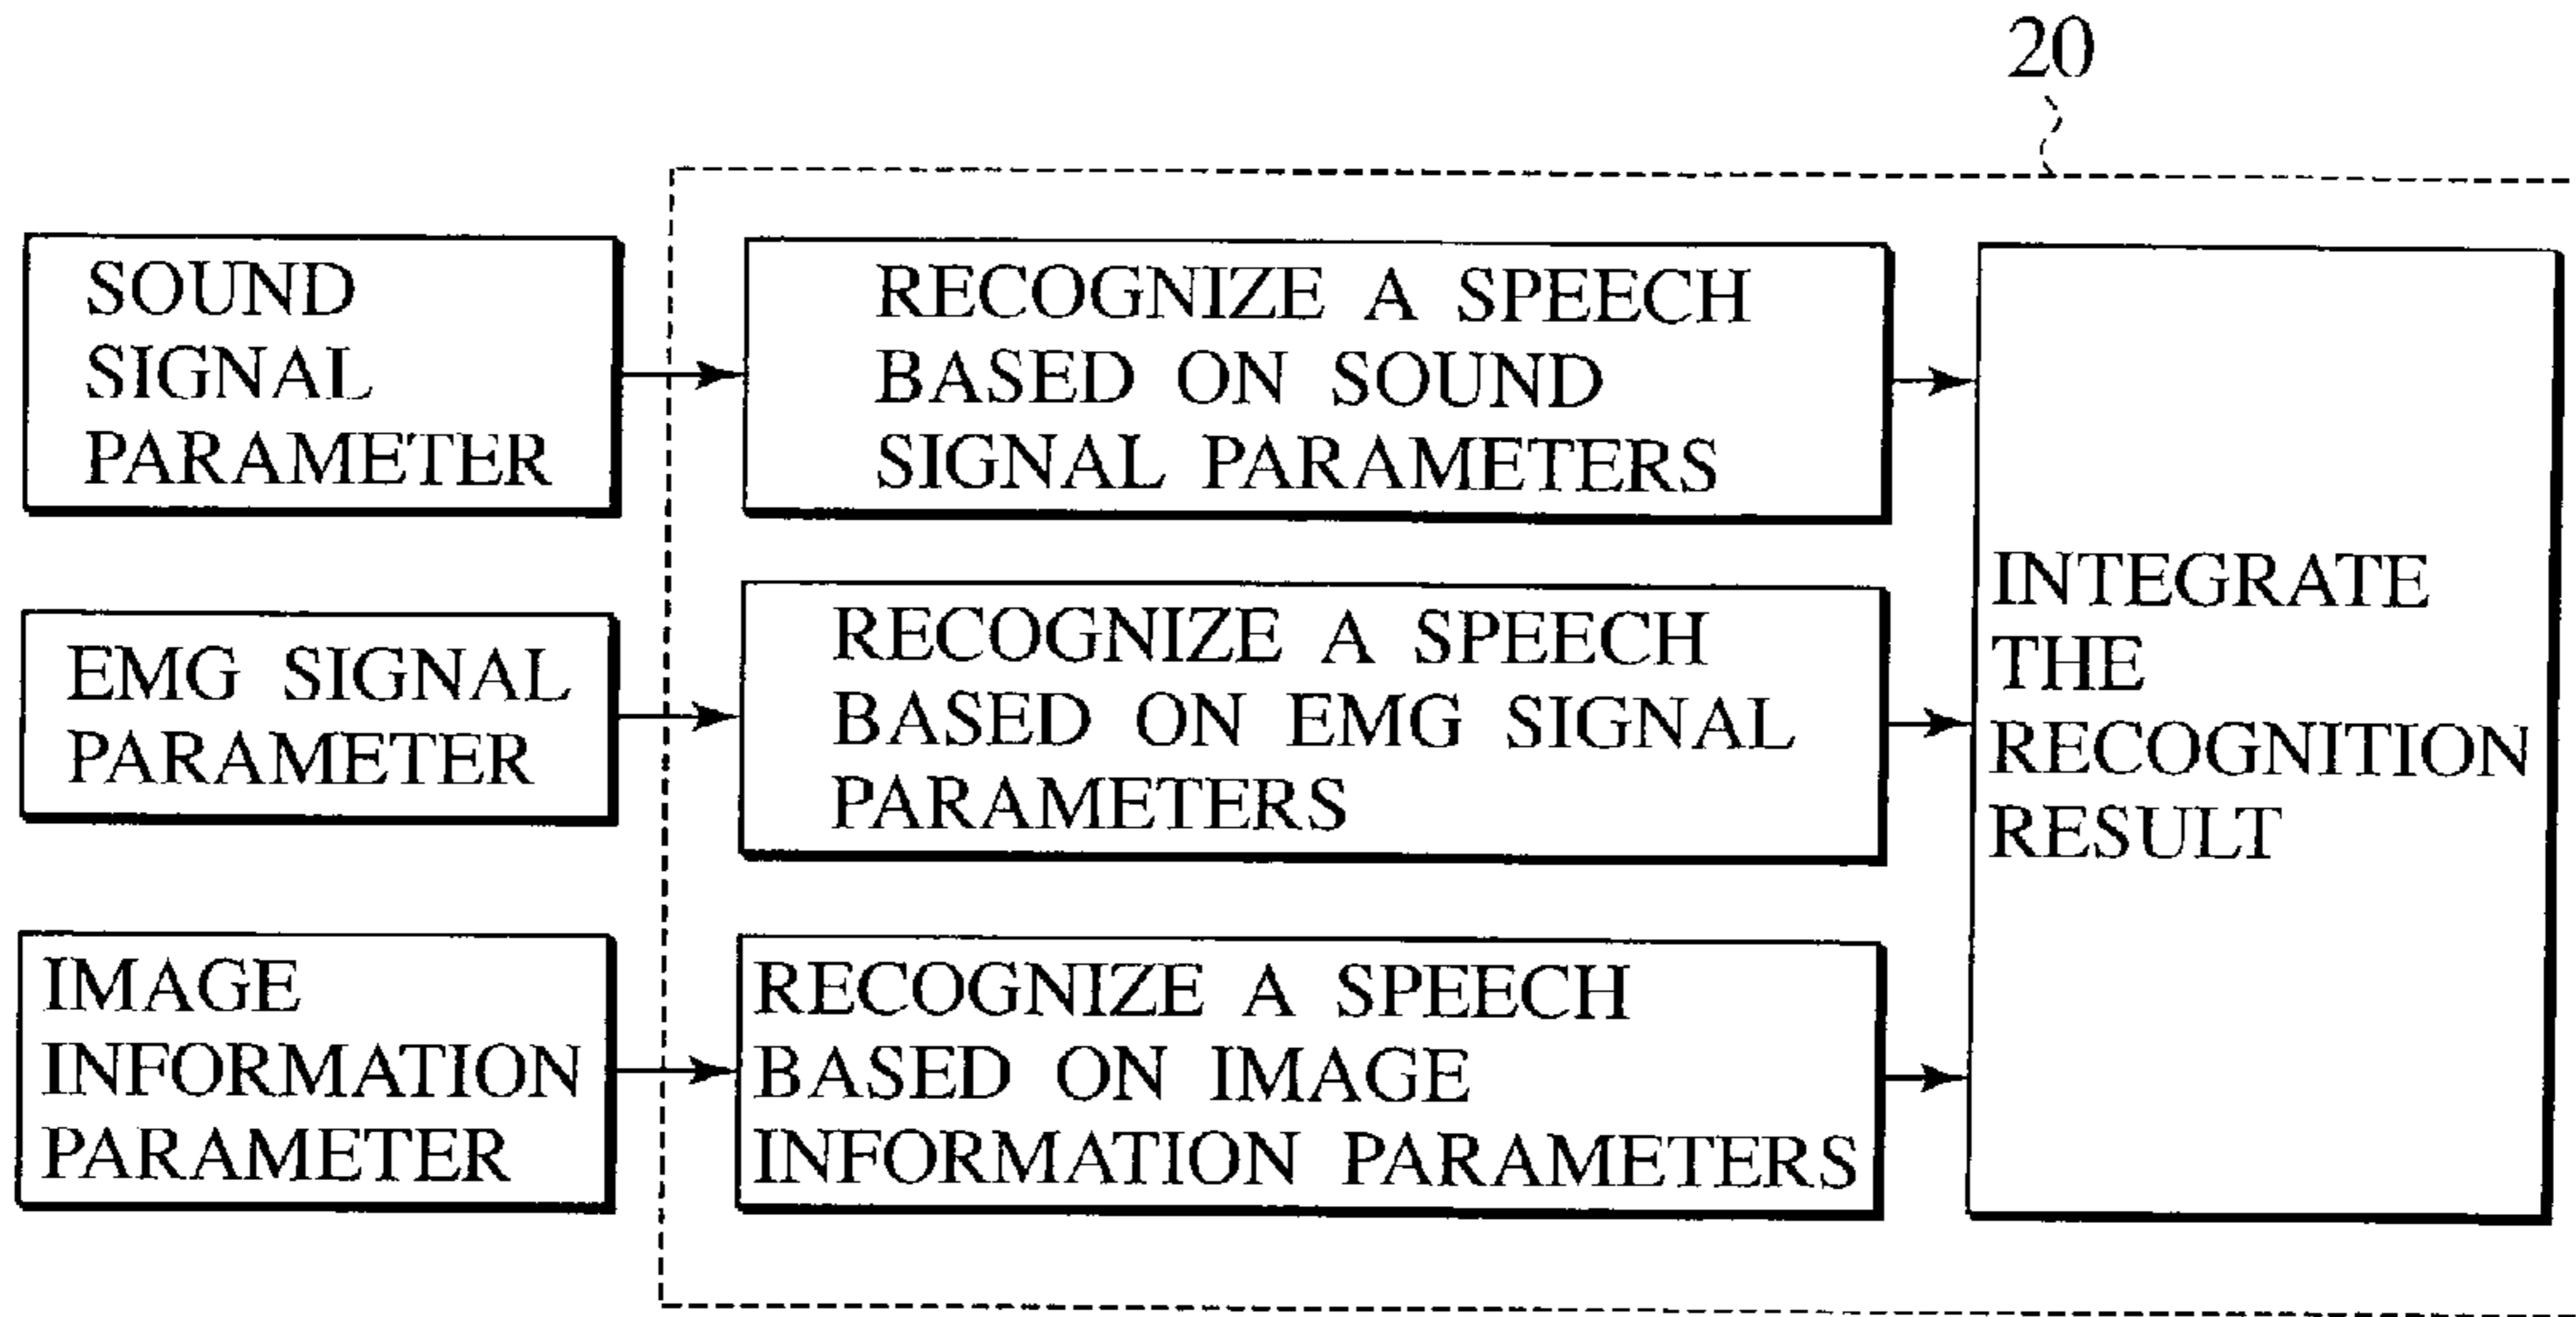 20
SOUND
SIGNAL
PARAMETER
RECOGNIZE A SPEECH
BASED ON SOUND
SIGNAL PARAMETERS
EMG SIGNAL
PARAMETER
RECOGNIZE A SPEECH
BASED ON EMG SIGNAL
PARAMETERS
IMAGE
INFORMATION
PARAMETER
RECOGNIZE A SPEECH
BASED ON IMAGE
INFORMATION PARAMETERS
INTEGRATE
THE
RECOGNITION
RESULT